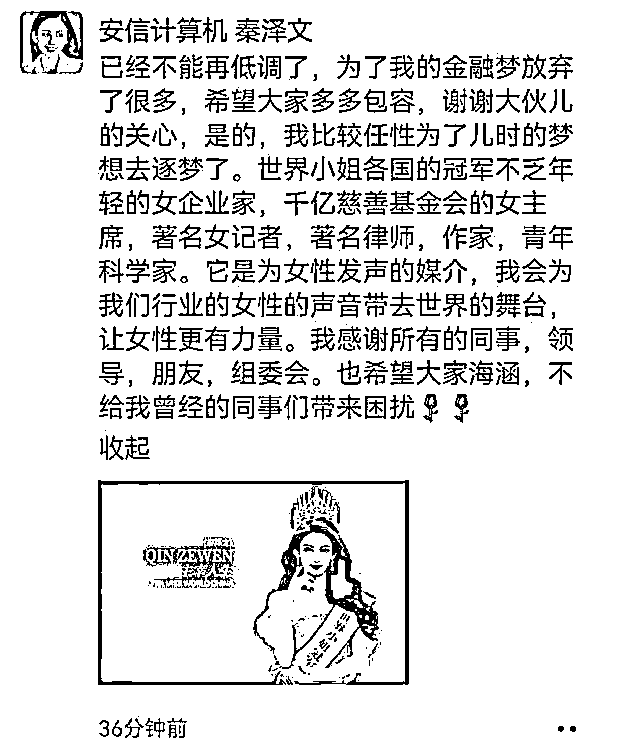 安信计算机 秦泽文
已经不能再低调了，为了我的金融梦放弃
了很多，希望大家多多包容，谢谢大伙儿
的关心，是的，我比较任性为了儿时的梦
想去逐梦了。世界小姐各国的冠军不乏年
轻的女企业家，千亿慈善基金会的女主
席，著名女记者，著名律师，作家，青年
科学家。它是为女性发声的媒介，我会为
我们行业的女性的声音带去世界的舞台，
让女性更有力量。我感谢所有的同事，领
导，朋友，组委会。也希望大家海涵，不
给我曾经的同事们带来困扰🌹🌹
收起
QIN ZEWEN
36分钟前